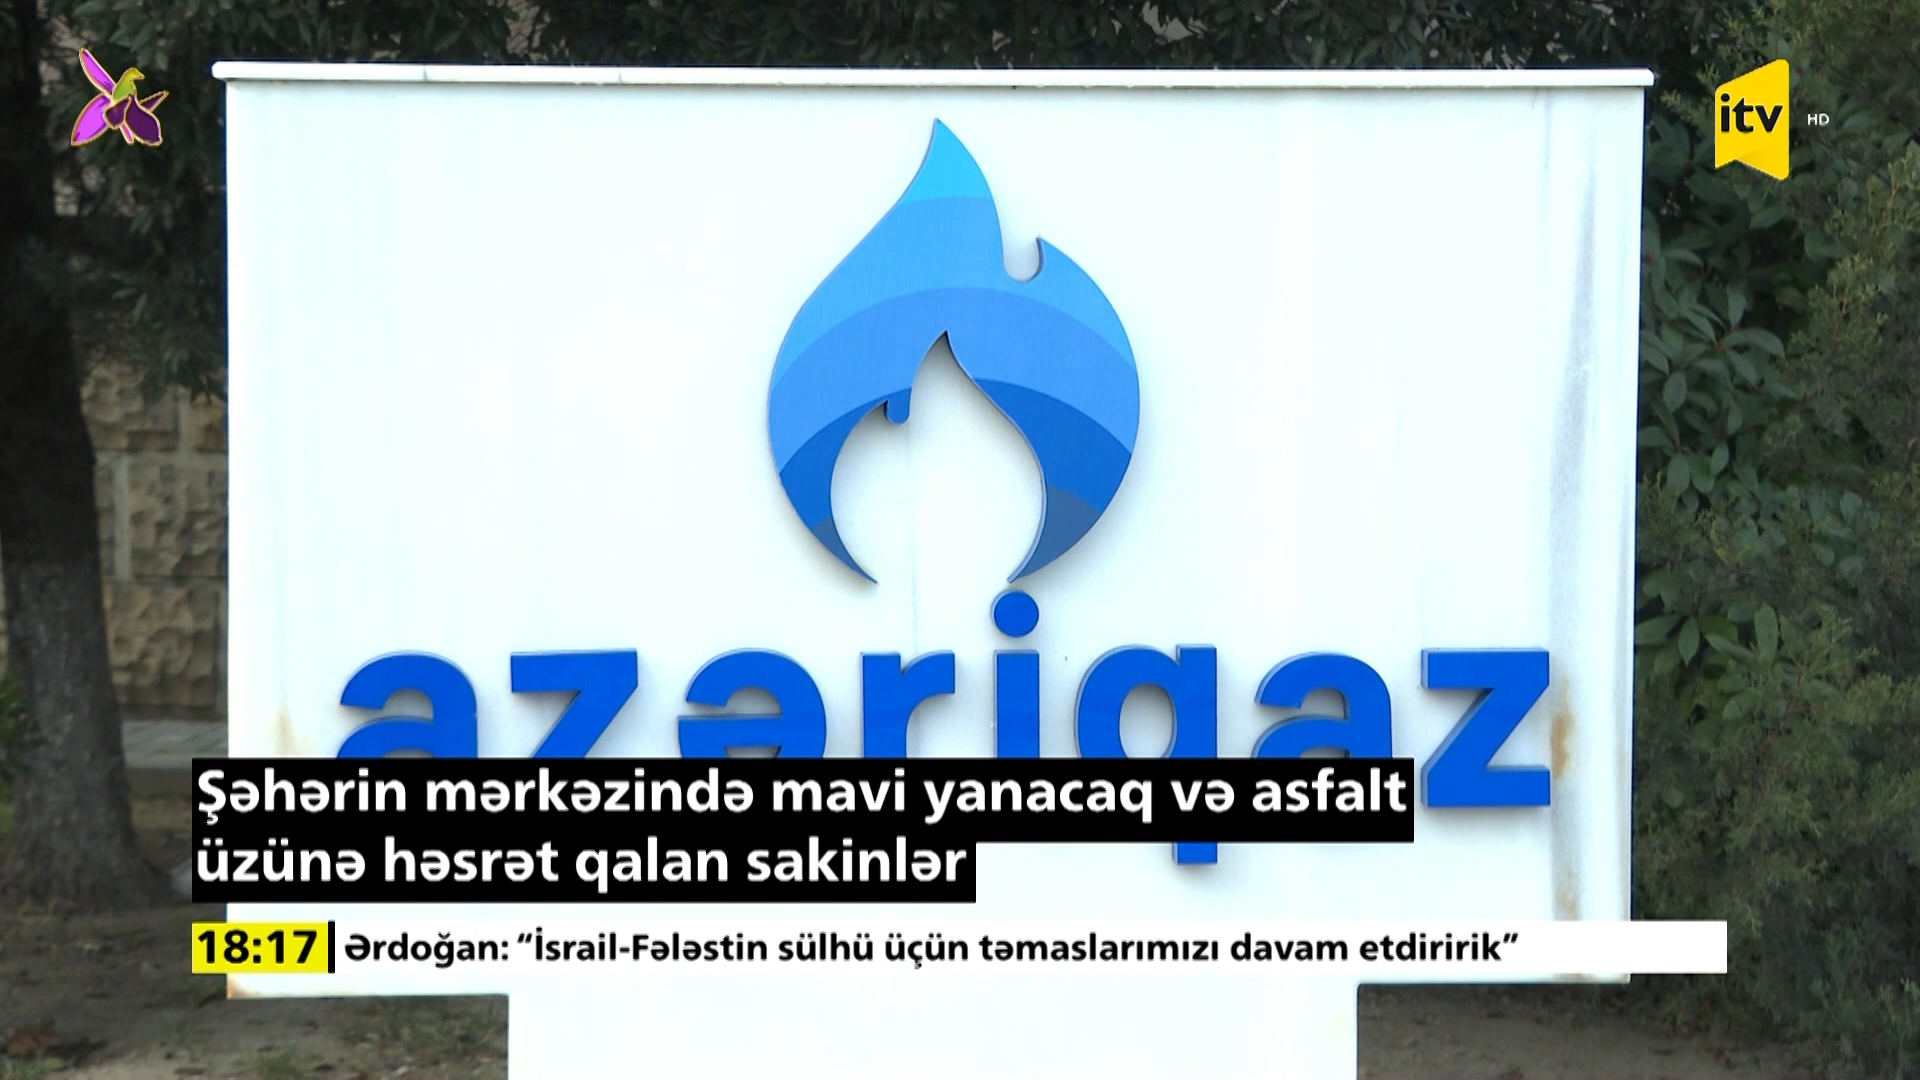 itv HD
azəriqaz
Şəhərin mərkəzində mavi yanacaq və asfalt
üzünə həsrət qalan sakinlər
18:17 Ərdoğan: “İsrail-Fələstin sülhü üçün təmaslarımızı davam etdiririk”